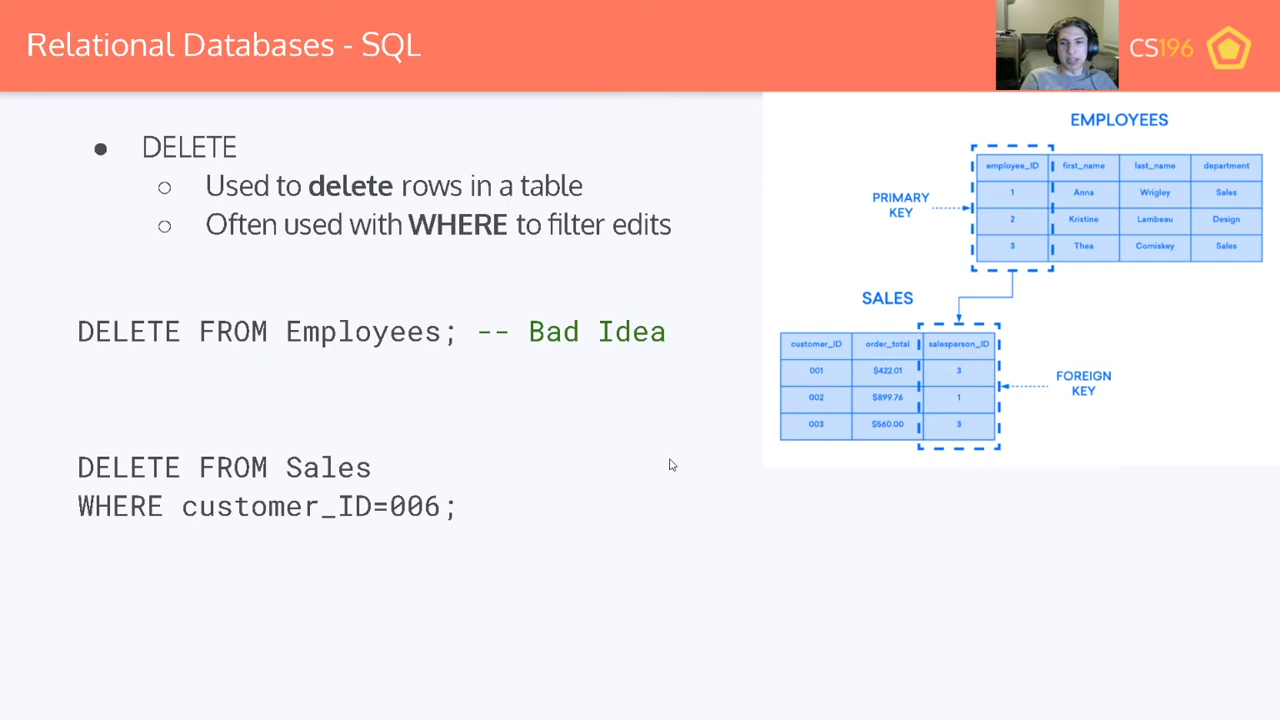 Relational Databases - SQL
CS196
● DELETE
○ Used to delete rows in a table
○ Often used with WHERE to filter edits
DELETE FROM Employees; -- Bad Idea
DELETE FROM Sales
WHERE customer_ID=006;
EMPLOYEES
PRIMARY
KEY
employee_ID first_name last_name department
1 Anna Wrigley Sales
2 Kristine Lambeau Design
3 Thea Comiskey Sales
SALES
customer_ID order_total salesperson_ID
001 $422.01 3
002 $899.76 1
003 $560.00 3
FOREIGN
KEY